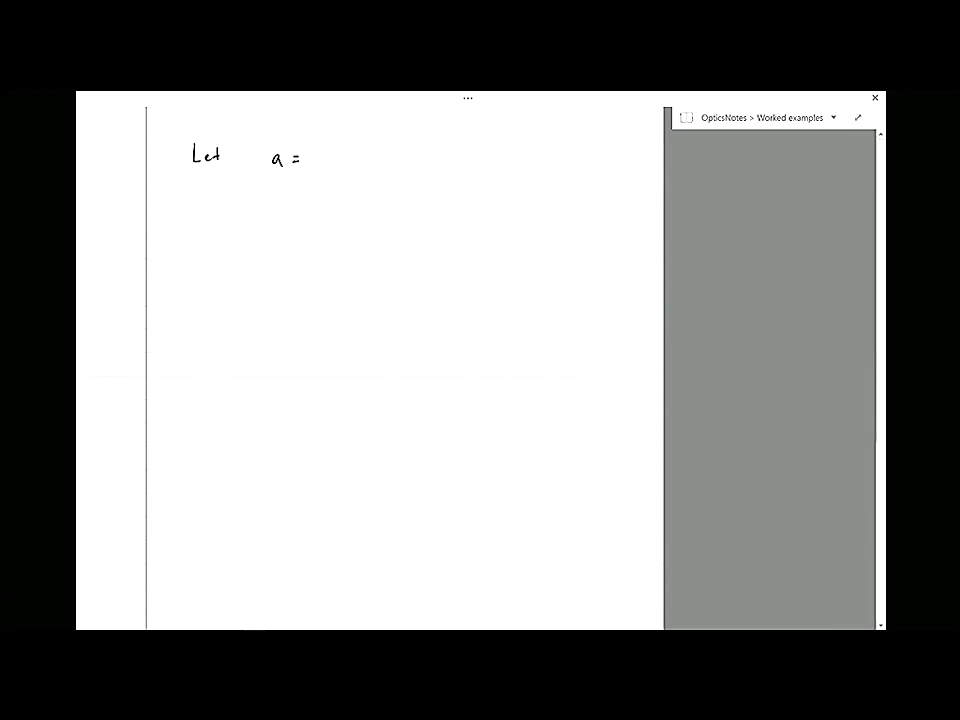 ...
OpticsNotes > Worked examples
Let a =